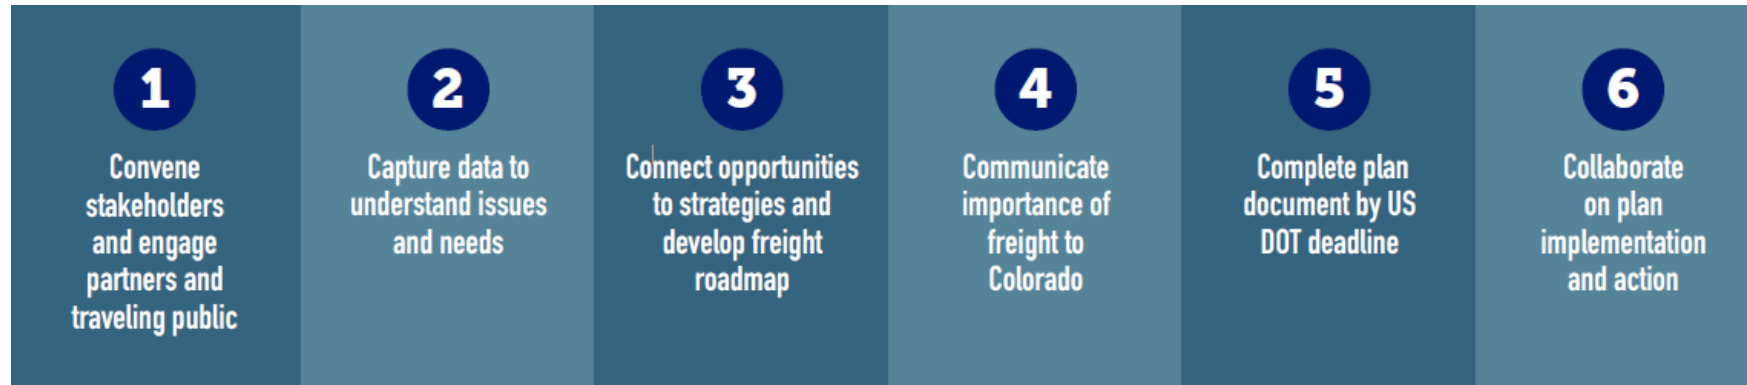 1
Convene
stakeholders
and engage
partners and
traveling public
2
Capture data to
understand issues
and needs
3
Connect opportunities
to strategies and
develop freight
roadmap
4
Communicate
importance of
freight to
Colorado
5
Complete plan
document by US
DOT deadline
6
Collaborate
on plan
implementation
and action